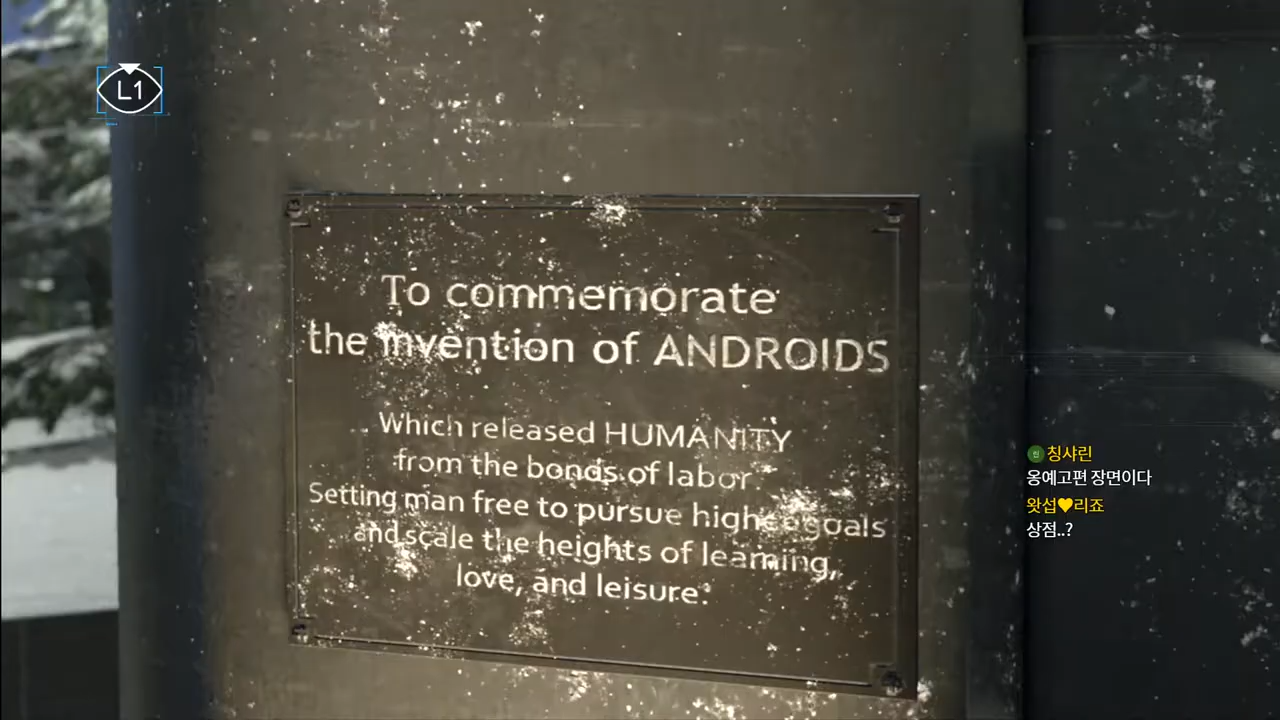 L1
To commemorate
the invention of ANDROIDS
Which released HUMANITY
from the bonds of labor.
Setting man free to pursue higher goals
and scale the heights of learning,
love, and leisure.
린 칭샤린
옹예고편 장면이다
왓섭♥리죠
상점..?